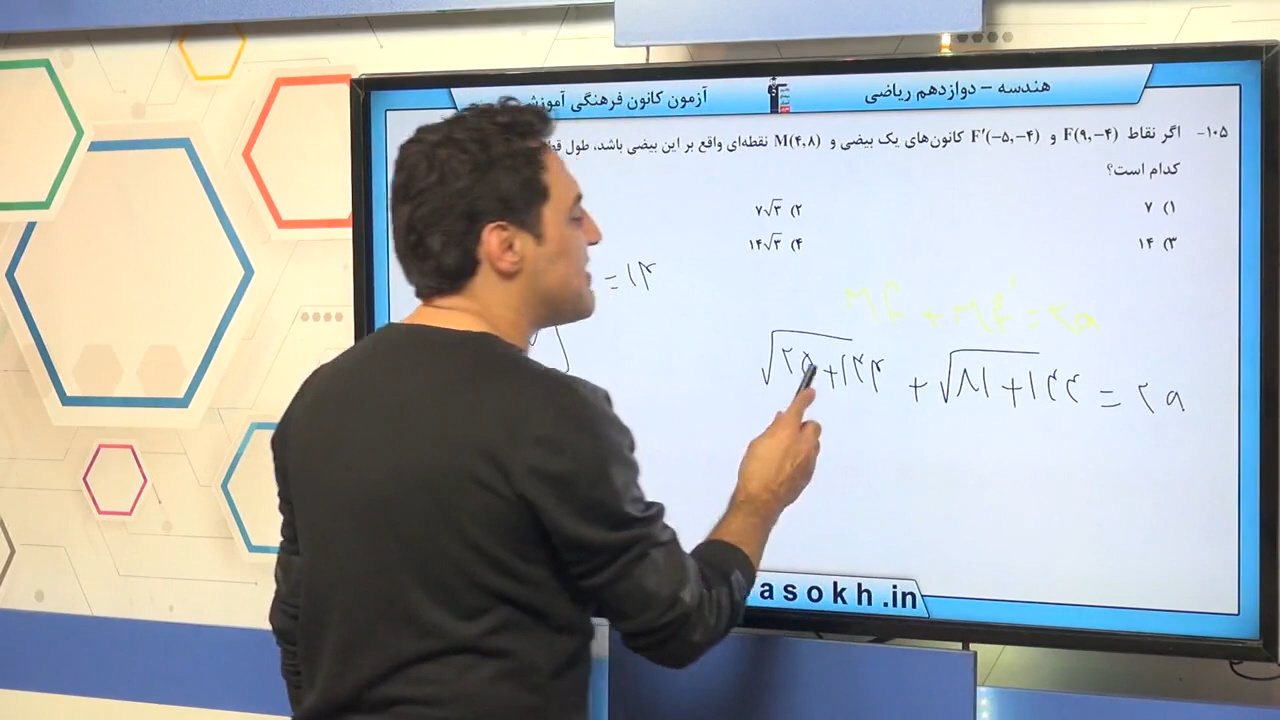 هندسه – دوازدهم ریاضی
آزمون کانون فرهنگی آموزش
۱۰۵- اگر نقاط F(۹,−۴) و F′(−۵,−۴) کانون‌های یک بیضی و M(۴,۸) نقطه‌ای واقع بر این بیضی باشد، طول
کدام است؟
۱) ۷
۲) ۷√۳
۳) ۱۴
۴) ۱۴√۳
= ۱۴
MF + MF′ = ۲a
√۲۵+۱۴۴ + √۸۱+۱۴۴ = ۲a
asokh.in